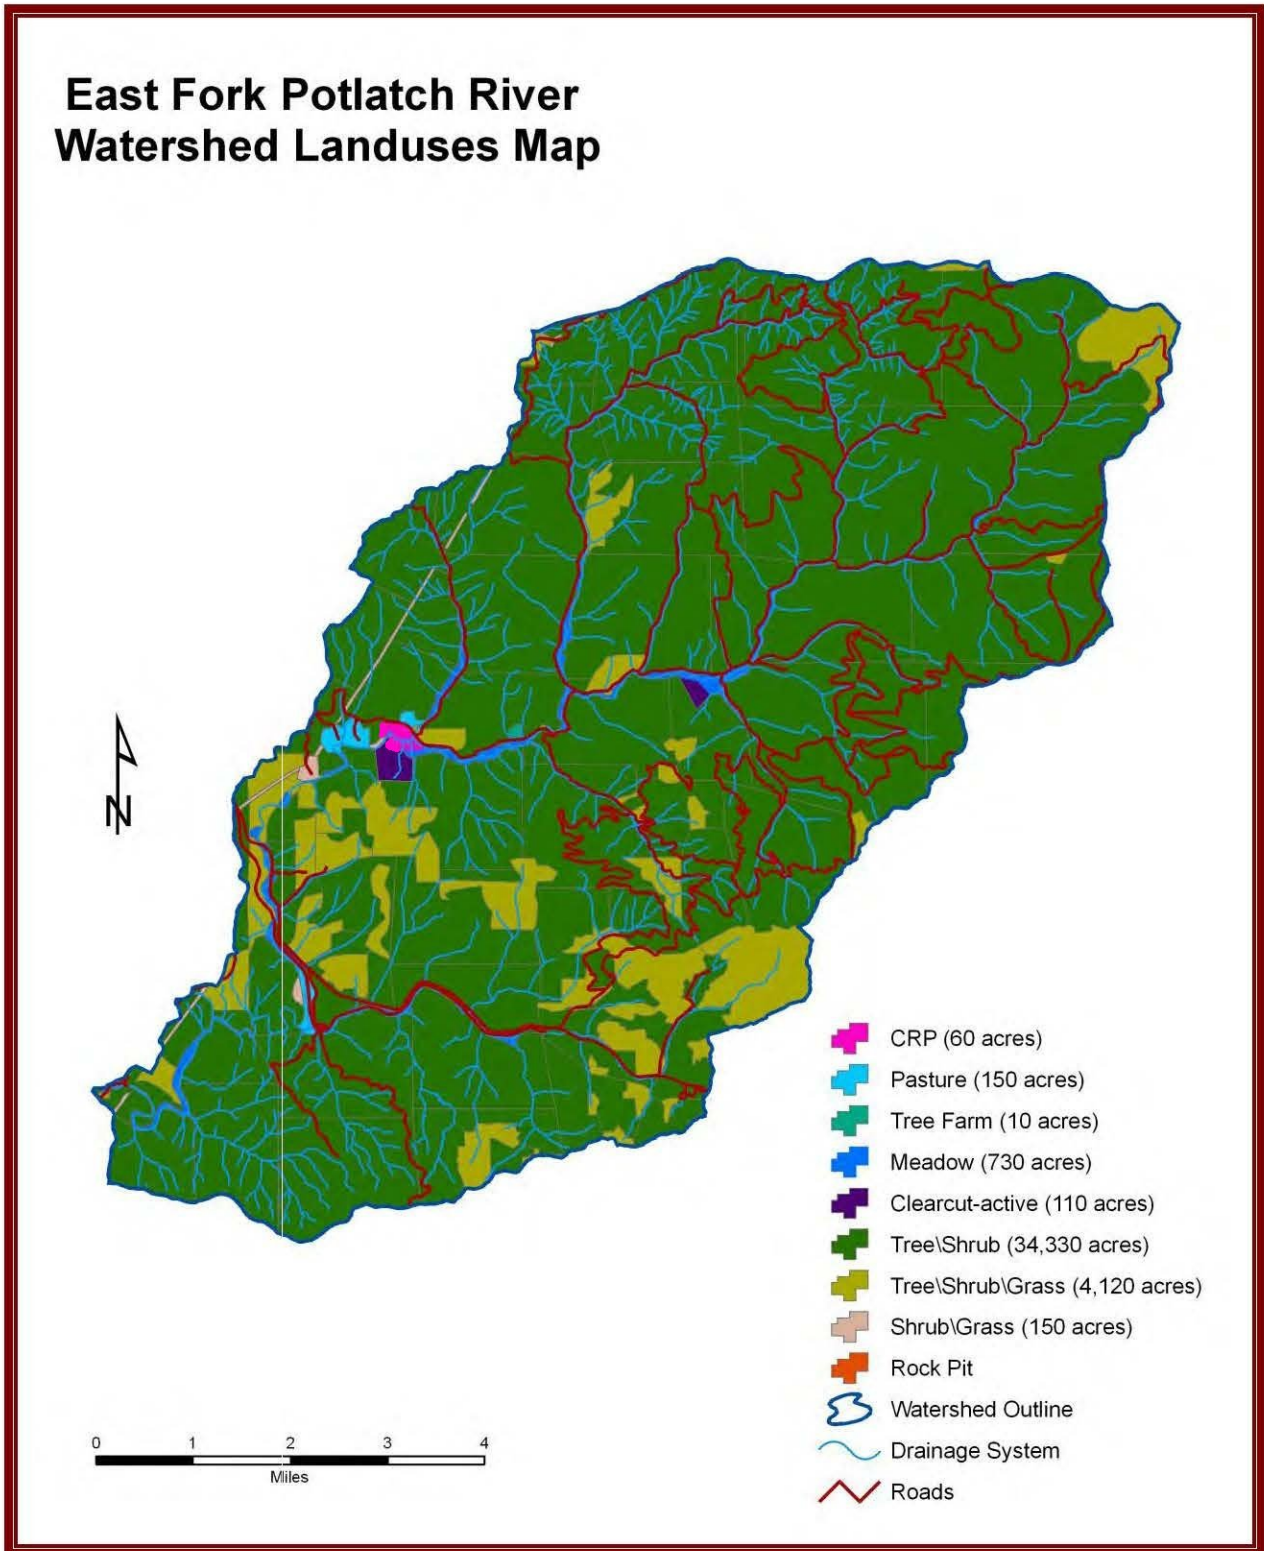 East Fork Potlatch River
Watershed Landuses Map
N
CRP (60 acres)
Pasture (150 acres)
Tree Farm (10 acres)
Meadow (730 acres)
Clearcut-active (110 acres)
Tree\Shrub (34,330 acres)
Tree\Shrub\Grass (4,120 acres)
Shrub\Grass (150 acres)
Rock Pit
Watershed Outline
Drainage System
Roads
0 1 2 3 4
Miles